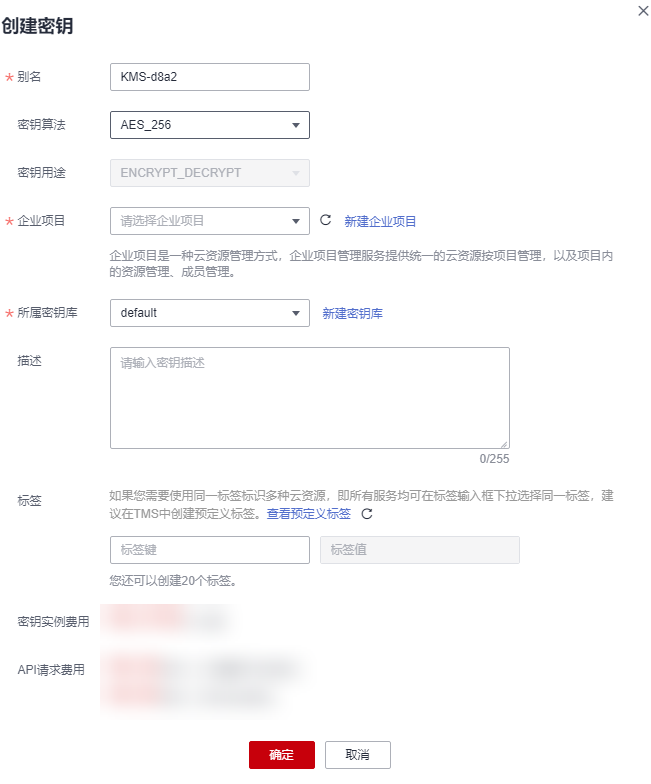 创建密钥
* 别名 KMS-d8a2
密钥算法 AES_256
密钥用途 ENCRYPT_DECRYPT
* 企业项目 请选择企业项目 新建企业项目
企业项目是一种云资源管理方式，企业项目管理服务提供统一的云资源按项目管理，以及项目内
的资源管理、成员管理。
* 所属密钥库 default 新建密钥库
描述 请输入密钥描述
0/255
标签 如果您需要使用同一标签标识多种云资源，即所有服务均可在标签输入框下拉选择同一标签，建
议在TMS中创建预定义标签。查看预定义标签
标签键 标签值
您还可以创建20个标签。
密钥实例费用
API请求费用
确定 取消